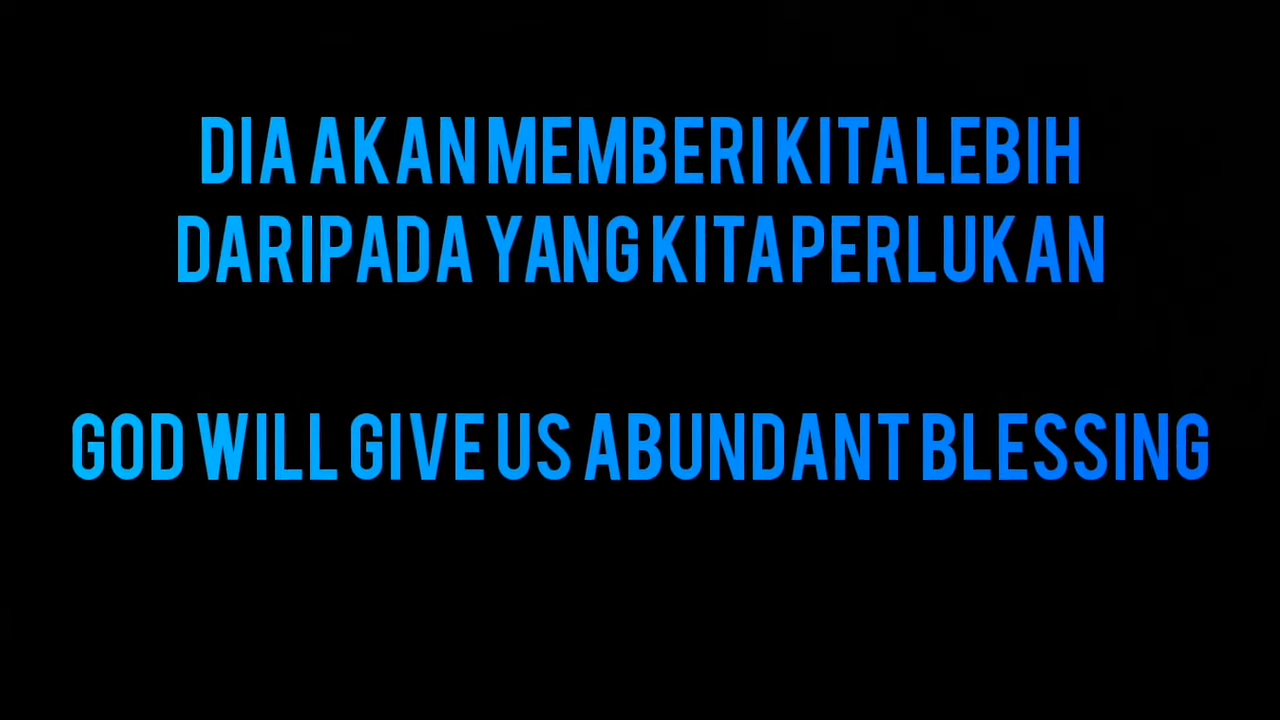 DIA AKAN MEMBERI KITA LEBIH
DARIPADA YANG KITA PERLUKAN
GOD WILL GIVE US ABUNDANT BLESSING